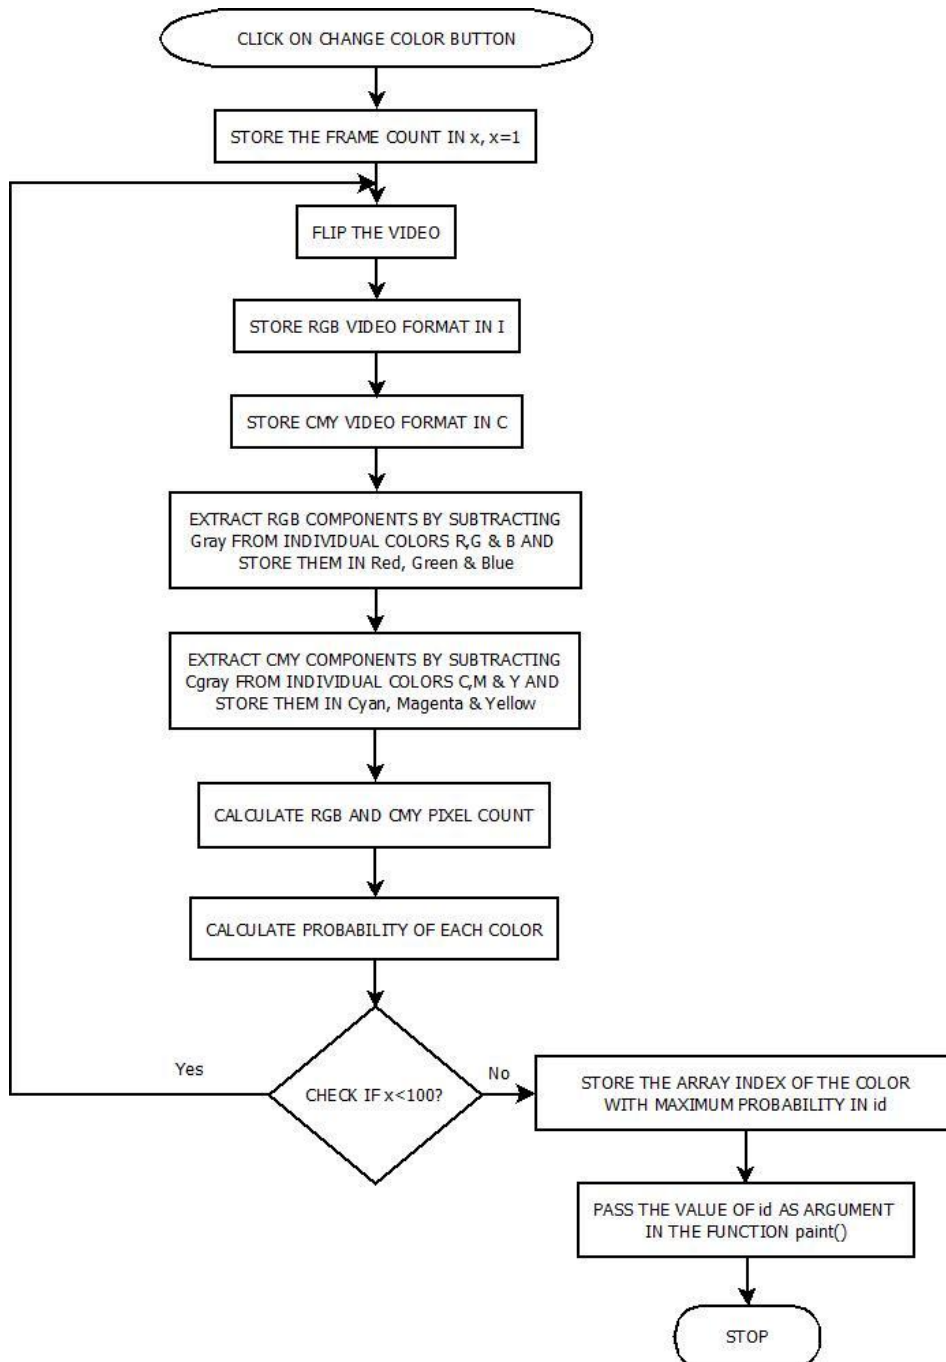 CLICK ON CHANGE COLOR BUTTON
STORE THE FRAME COUNT IN x, x=1
FLIP THE VIDEO
STORE RGB VIDEO FORMAT IN I
STORE CMY VIDEO FORMAT IN C
EXTRACT RGB COMPONENTS BY SUBTRACTING
Gray FROM INDIVIDUAL COLORS R,G & B AND
STORE THEM IN Red, Green & Blue
EXTRACT CMY COMPONENTS BY SUBTRACTING
Cgray FROM INDIVIDUAL COLORS C,M & Y AND
STORE THEM IN Cyan, Magenta & Yellow
CALCULATE RGB AND CMY PIXEL COUNT
CALCULATE PROBABILITY OF EACH COLOR
Yes
CHECK IF x<100?
No
STORE THE ARRAY INDEX OF THE COLOR
WITH MAXIMUM PROBABILITY IN id
PASS THE VALUE OF id AS ARGUMENT
IN THE FUNCTION paint()
STOP